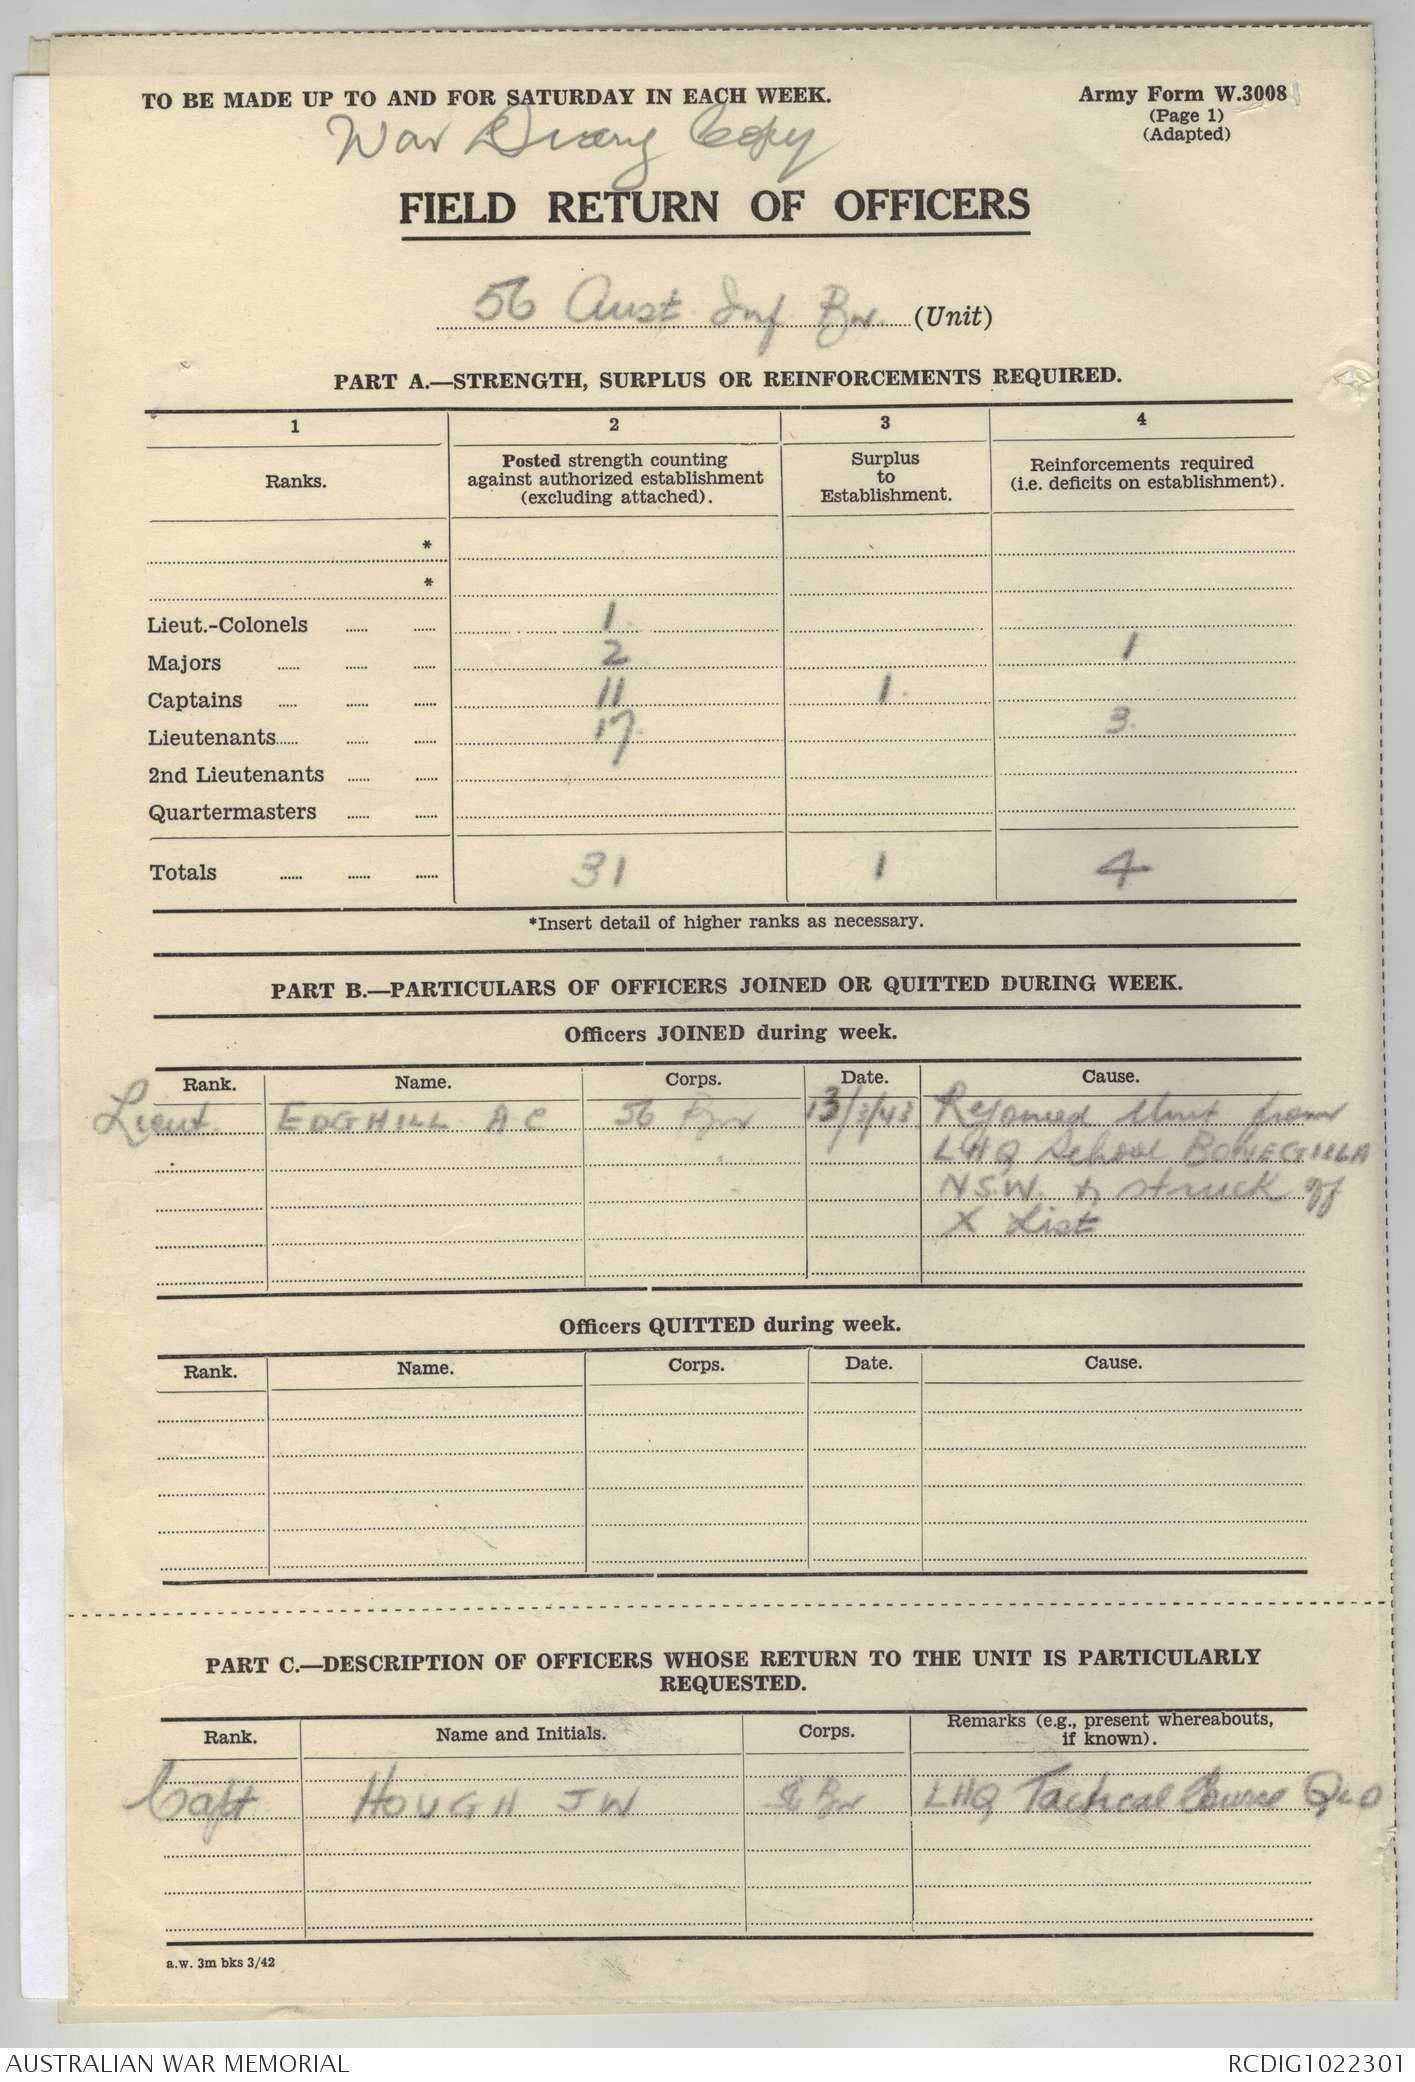 TO BE MADE UP TO AND FOR SATURDAY IN EACH WEEK.
Army Form W.3008
(Page 1)
(Adapted)
War Diary Copy
FIELD RETURN OF OFFICERS
56 Aust Inf Bn. (Unit)
PART A.—STRENGTH, SURPLUS OR REINFORCEMENTS REQUIRED.
1 2 3 4
Ranks. Posted strength counting against authorized establishment (excluding attached). Surplus to Establishment. Reinforcements required (i.e. deficits on establishment).
*
*
Lieut.-Colonels 1
Majors 2 1
Captains 11 1
Lieutenants 17 3
2nd Lieutenants
Quartermasters
Totals 31 1 4
*Insert detail of higher ranks as necessary.
PART B.—PARTICULARS OF OFFICERS JOINED OR QUITTED DURING WEEK.
Officers JOINED during week.
Rank. Name. Corps. Date. Cause.
Lieut. EDGHILL A C 56 Bn 13/3/43 Rejoined Unit from
LHQ School BONEGILLA
N.S.W. & struck off
X List
Officers QUITTED during week.
Rank. Name. Corps. Date. Cause.
PART C.—DESCRIPTION OF OFFICERS WHOSE RETURN TO THE UNIT IS PARTICULARLY
REQUESTED.
Rank. Name and Initials. Corps. Remarks (e.g., present whereabouts, if known).
Capt HOUGH J W 56 Bn LHQ Tactical Course QLD
a.w. 3m bks 3/42
AUSTRALIAN WAR MEMORIAL
RCDIG1022301